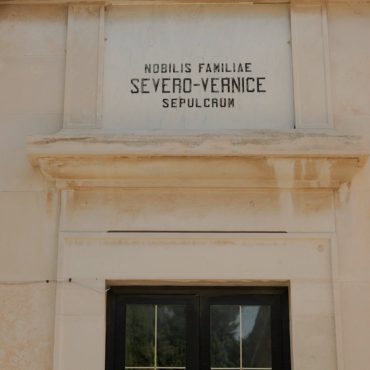 NOBILIS FAMILIAE
SEVERO-VERNICE
SEPULCRUM